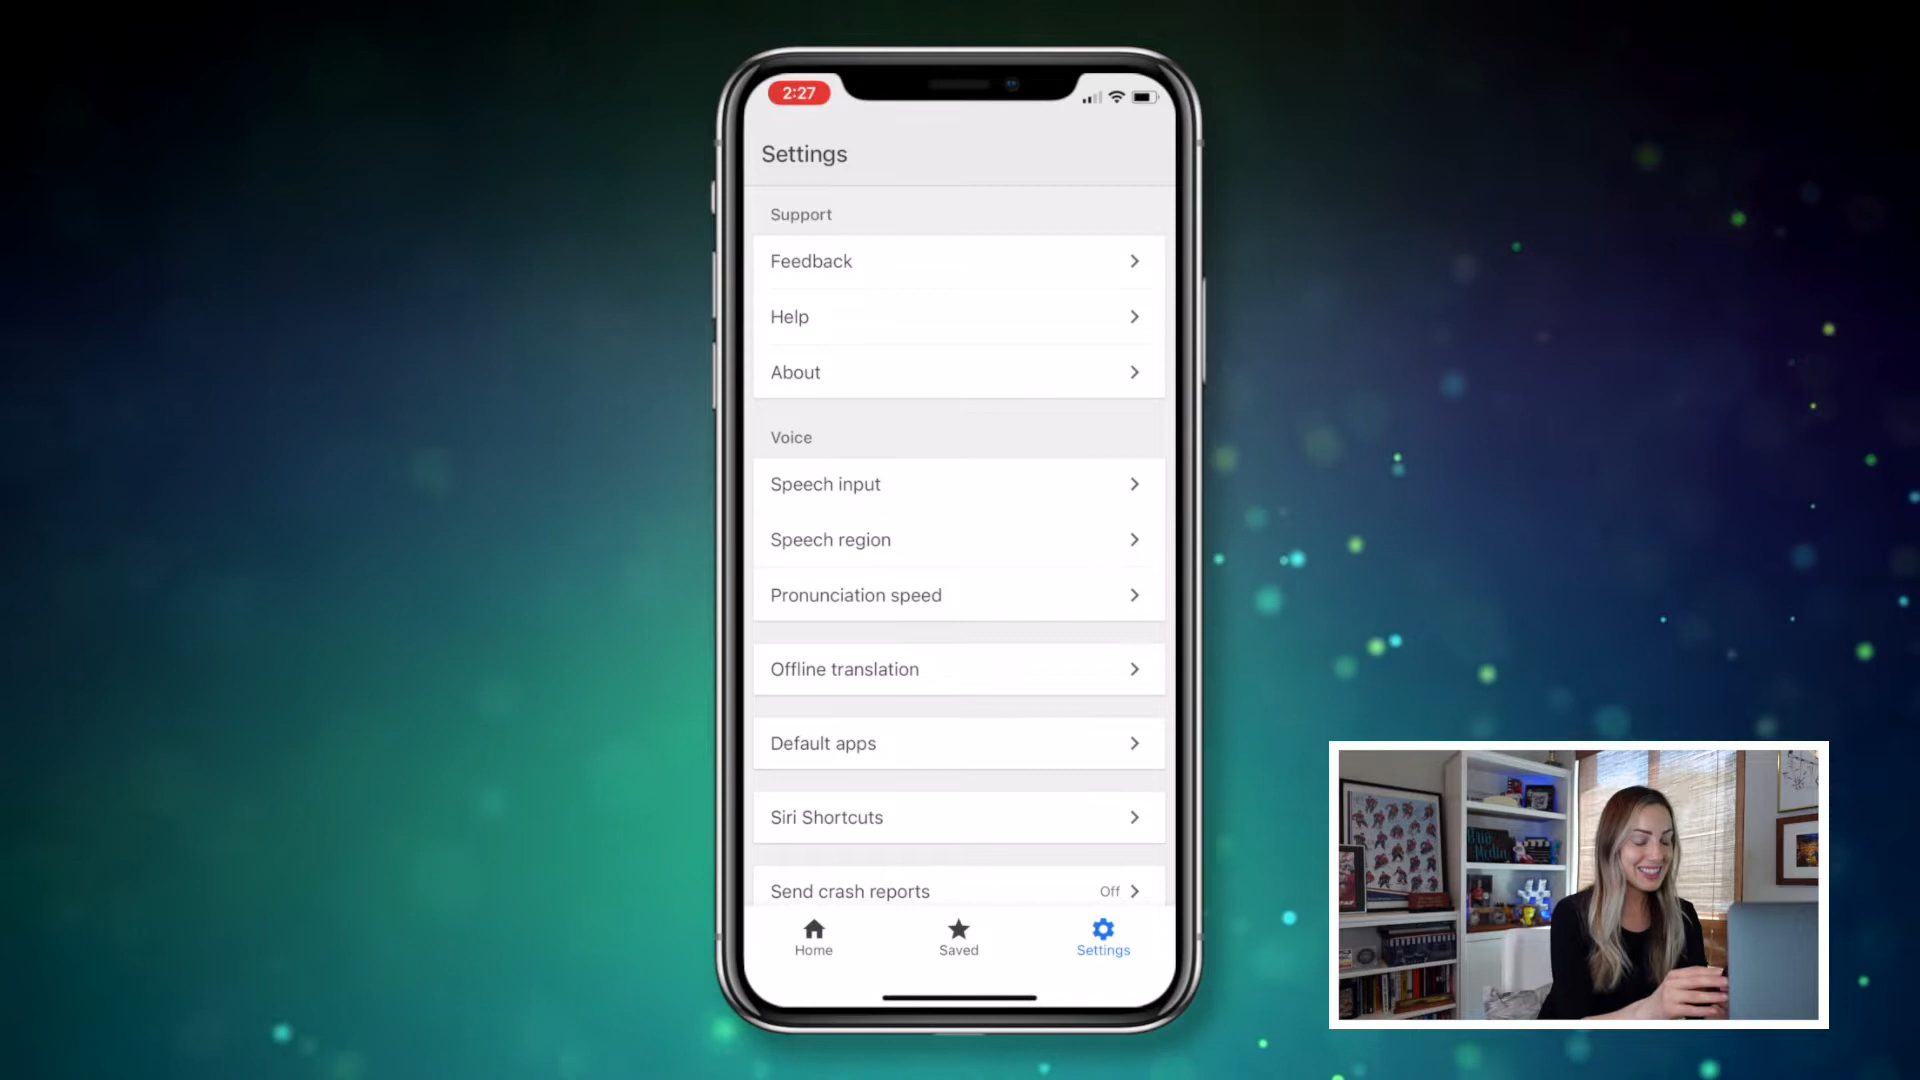 2:27
Settings
Support
Feedback
Help
About
Voice
Speech input
Speech region
Pronunciation speed
Offline translation
Default apps
Siri Shortcuts
Send crash reports Off
Home Saved Settings